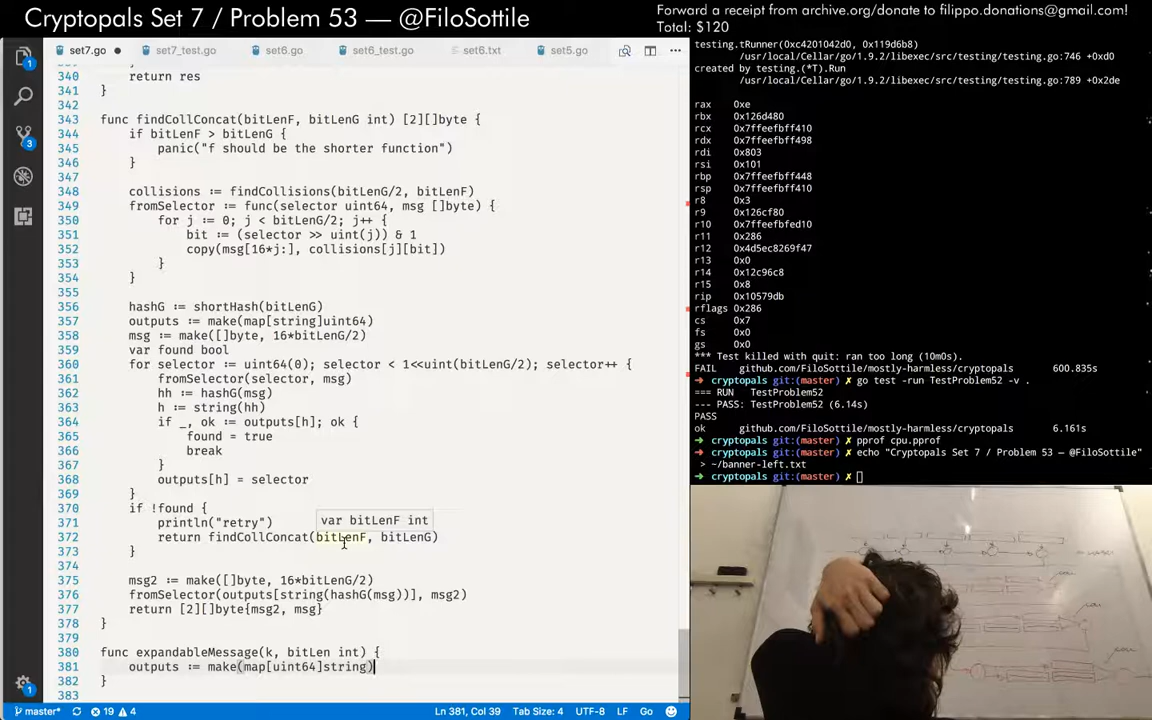 Cryptopals Set 7 / Problem 53 — @FiloSottile
Forward a receipt from archive.org/donate to filippo.donations@gmail.com!
Total: $120
set7.go
set7_test.go
set6.go
set6_test.go
set6.txt
set5.go
340 return res
341 }
342
343 func findCollConcat(bitLenF, bitLenG int) [2][]byte {
344 if bitLenF > bitLenG {
345 panic("f should be the shorter function")
346 }
347
348 collisions := findCollisions(bitLenG/2, bitLenF)
349 fromSelector := func(selector uint64, msg []byte) {
350 for j := 0; j < bitLenG/2; j++ {
351 bit := (selector >> uint(j)) & 1
352 copy(msg[16*j:], collisions[j][bit])
353 }
354 }
355
356 hashG := shortHash(bitLenG)
357 outputs := make(map[string]uint64)
358 msg := make([]byte, 16*bitLenG/2)
359 var found bool
360 for selector := uint64(0); selector < 1<<uint(bitLenG/2); selector++ {
361 fromSelector(selector, msg)
362 hh := hashG(msg)
363 h := string(hh)
364 if _, ok := outputs[h]; ok {
365 found = true
366 break
367 }
368 outputs[h] = selector
369 }
370 if !found {
371 println("retry")
var bitLenF int
372 return findCollConcat(bitLenF, bitLenG)
373 }
374
375 msg2 := make([]byte, 16*bitLenG/2)
376 fromSelector(outputs[string(hashG(msg))], msg2)
377 return [2][]byte{msg2, msg}
378 }
379
380 func expandableMessage(k, bitLen int) {
381 outputs := make(map[uint64]string)
382 }
383
master* 19 4
Ln 381, Col 39 Tab Size: 4 UTF-8 LF Go
testing.tRunner(0xc4201042d0, 0x119d6b8)
/usr/local/Cellar/go/1.9.2/libexec/src/testing/testing.go:746 +0xd0
created by testing.(*T).Run
/usr/local/Cellar/go/1.9.2/libexec/src/testing/testing.go:789 +0x2de
rax 0xe
rbx 0x126d480
rcx 0x7ffeefbff410
rdx 0x7ffeefbff498
rdi 0x803
rsi 0x101
rbp 0x7ffeefbff448
rsp 0x7ffeefbff410
r8 0x3
r9 0x126cf80
r10 0x7ffeefbfed10
r11 0x286
r12 0x4d5ec8269f47
r13 0x0
r14 0x12c96c8
r15 0x8
rip 0x10579db
rflags 0x286
cs 0x7
fs 0x0
gs 0x0
*** Test killed with quit: ran too long (10m0s).
FAIL github.com/FiloSottile/mostly-harmless/cryptopals 600.835s
➜ cryptopals git:(master) ✗ go test -run TestProblem52 -v .
=== RUN TestProblem52
--- PASS: TestProblem52 (6.14s)
PASS
ok github.com/FiloSottile/mostly-harmless/cryptopals 6.161s
➜ cryptopals git:(master) ✗ pprof cpu.pprof
➜ cryptopals git:(master) ✗ echo "Cryptopals Set 7 / Problem 53 — @FiloSottile"
> ~/banner-left.txt
➜ cryptopals git:(master) ✗